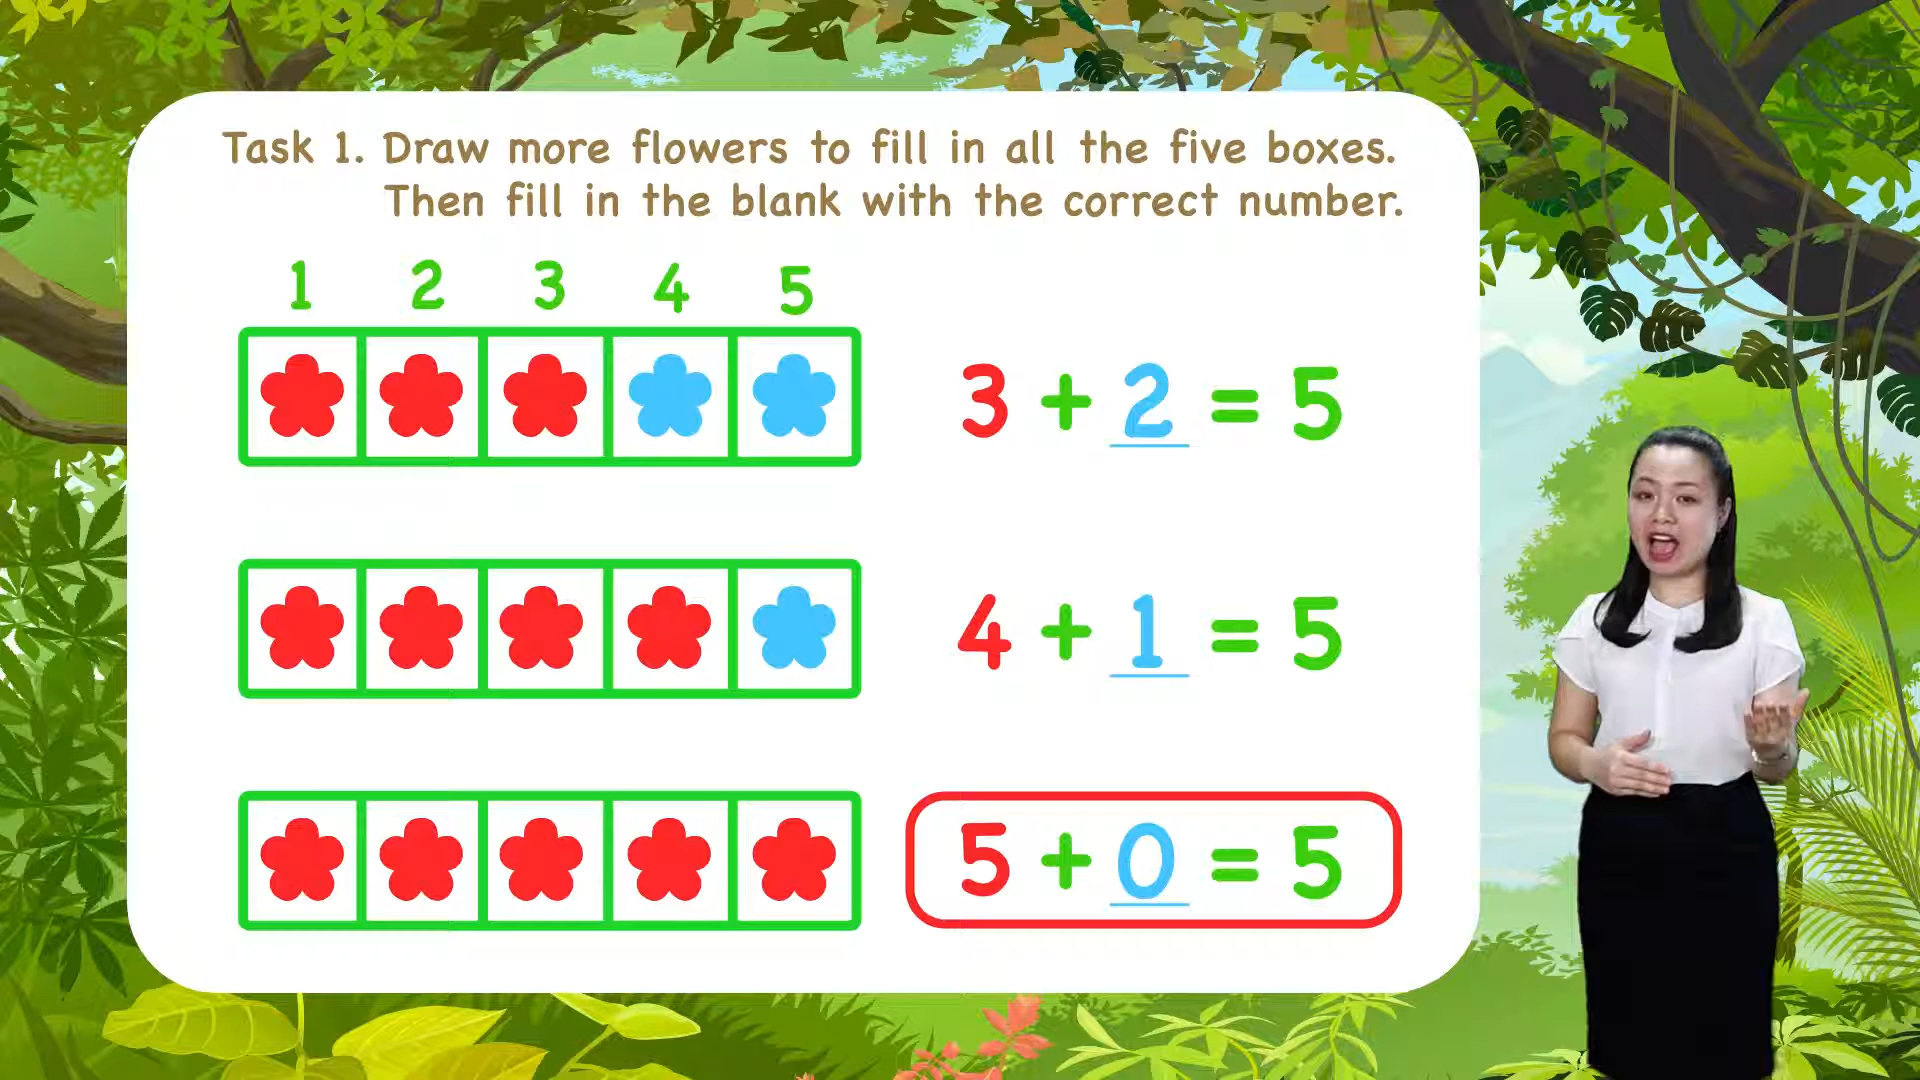 Task 1. Draw more flowers to fill in all the five boxes.
Then fill in the blank with the correct number.
1 2 3 4 5
3 + 2 = 5
4 + 1 = 5
5 + 0 = 5